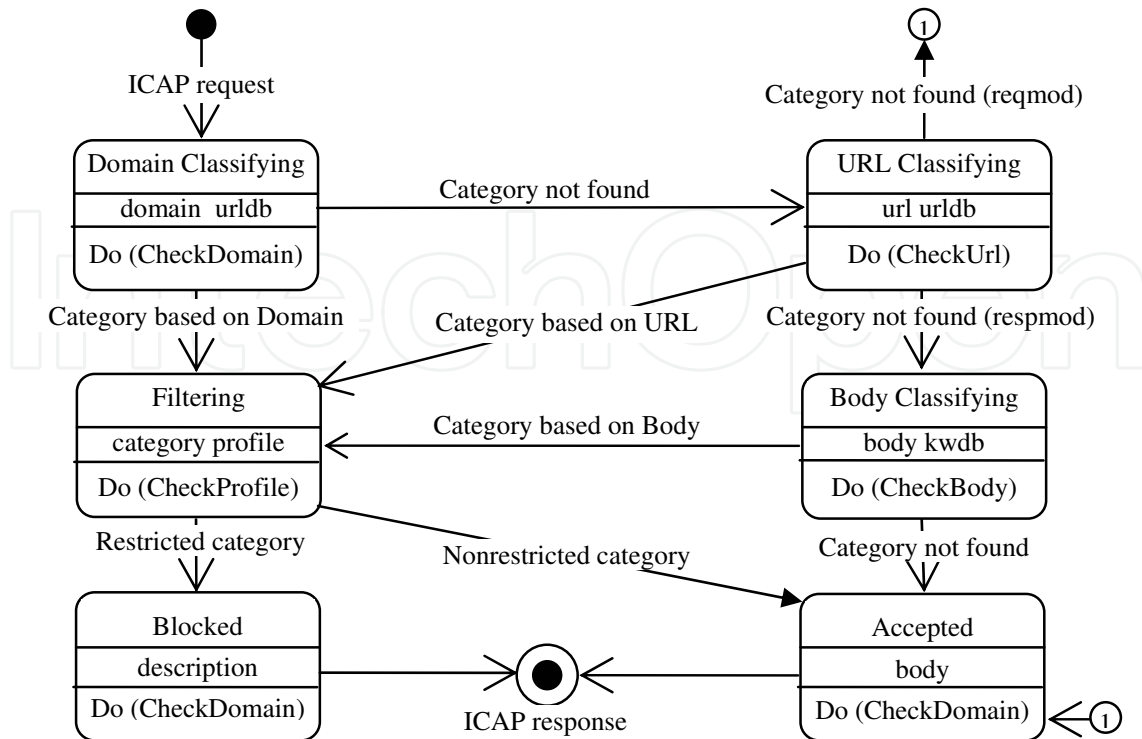 1
ICAP request
Category not found (reqmod)
Domain Classifying
domain urldb
Do (CheckDomain)
Category not found
URL Classifying
url urldb
Do (CheckUrl)
Category based on Domain
Category based on URL
Category not found (respmod)
IntechOpen
Filtering
category profile
Do (CheckProfile)
Category based on Body
Body Classifying
body kwdb
Do (CheckBody)
Restricted category
Nonrestricted category
Category not found
Blocked
description
Do (CheckDomain)
ICAP response
Accepted
body
Do (CheckDomain)
1